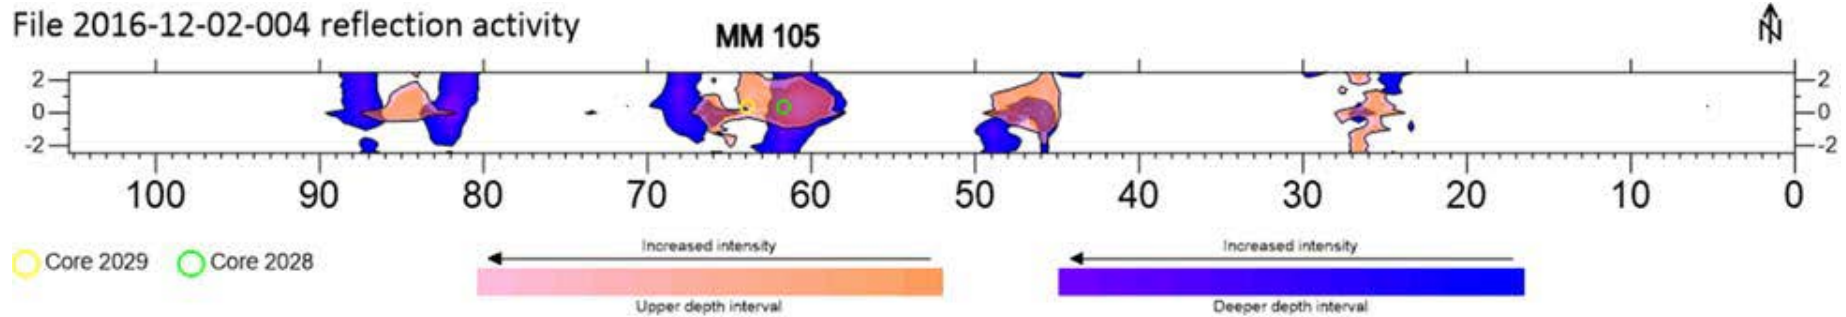 File 2016-12-02-004 reflection activity
MM 105
N
2 2
0 0
-2 -2
100 90 80 70 60 50 40 30 20 10 0
Core 2029 Core 2028
Increased intensity Increased intensity
Upper depth interval Deeper depth interval